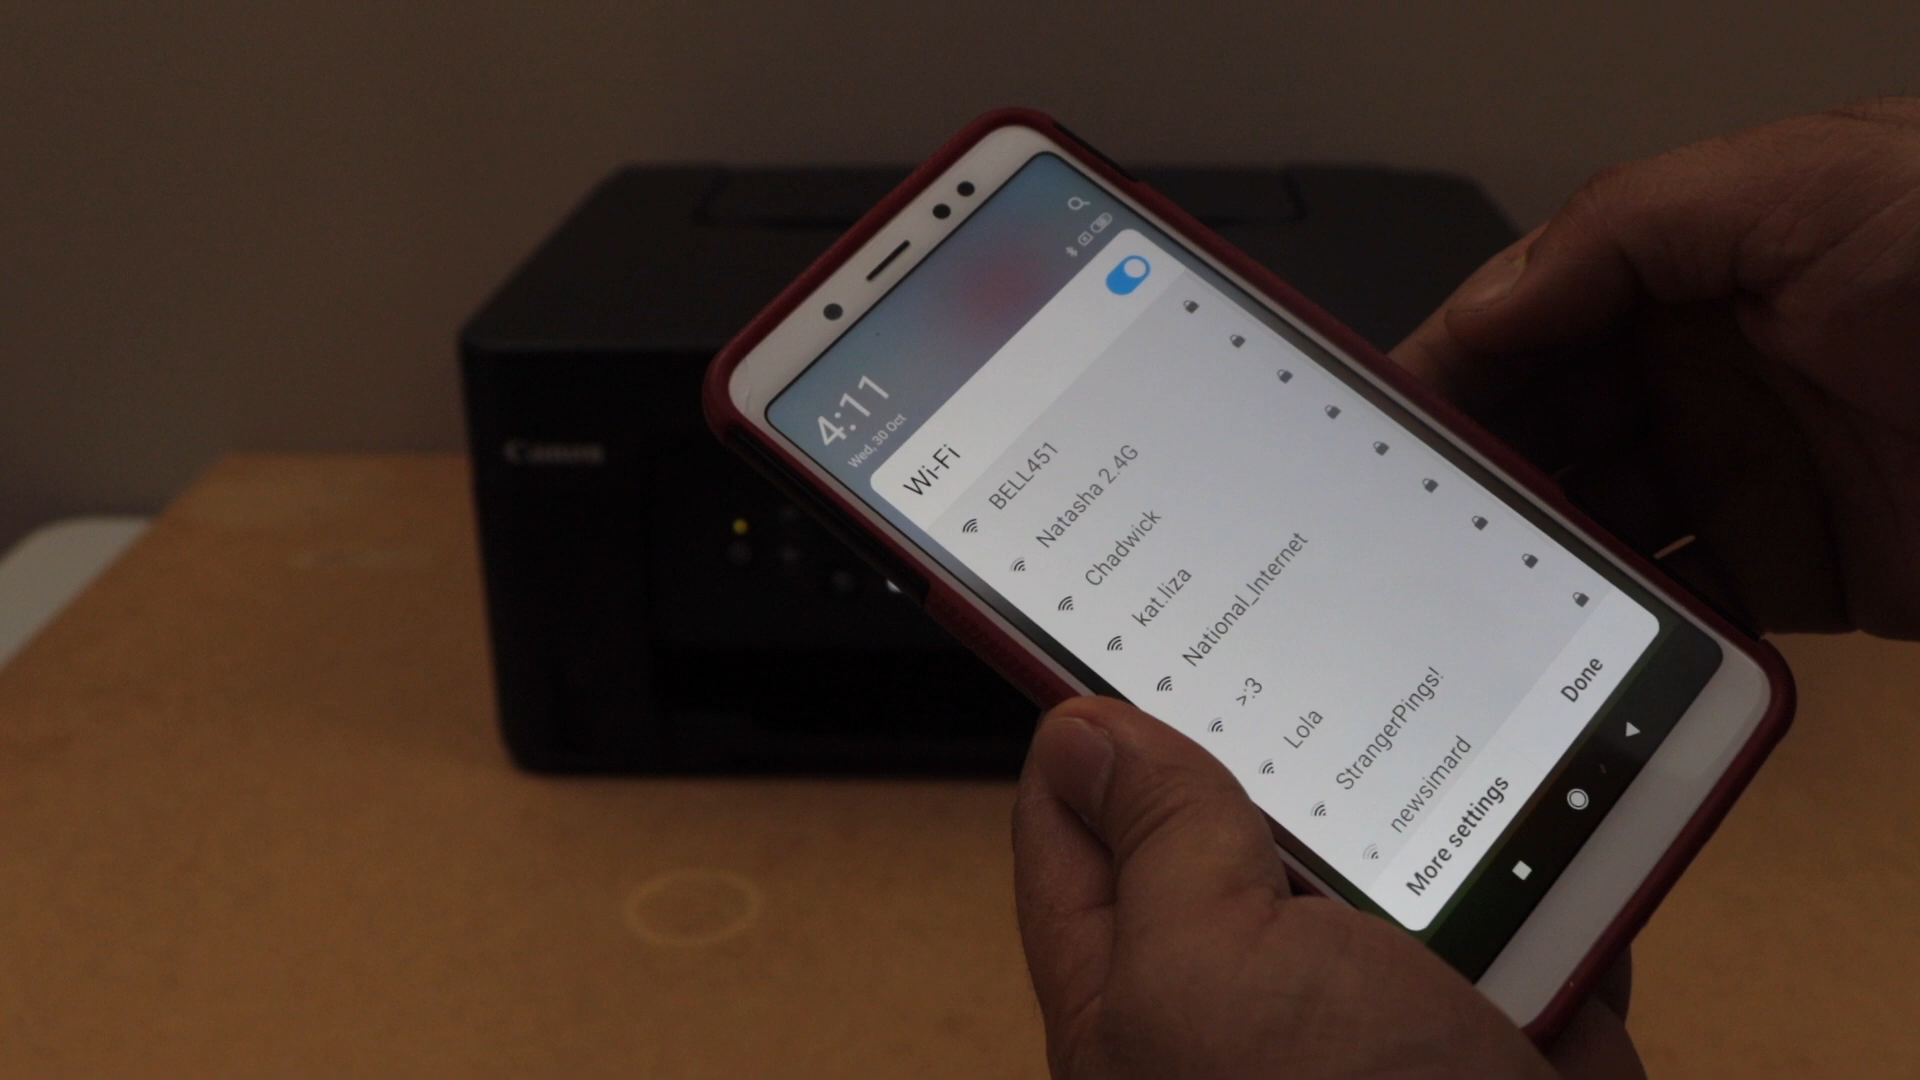 4:11
Wed, 30 Oct
Wi-Fi
BELL451
Natasha 2.4G
Chadwick
kat.liza
National_Internet
>:3
Lola
StrangerPings!
newsimard
More settings
Done
Canon